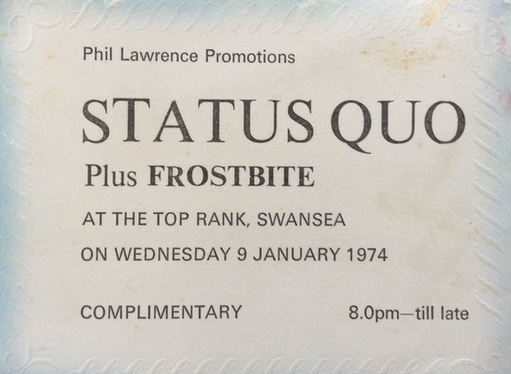 Phil Lawrence Promotions
STATUS QUO
Plus FROSTBITE
AT THE TOP RANK, SWANSEA
ON WEDNESDAY 9 JANUARY 1974
COMPLIMENTARY 8.0pm—till late